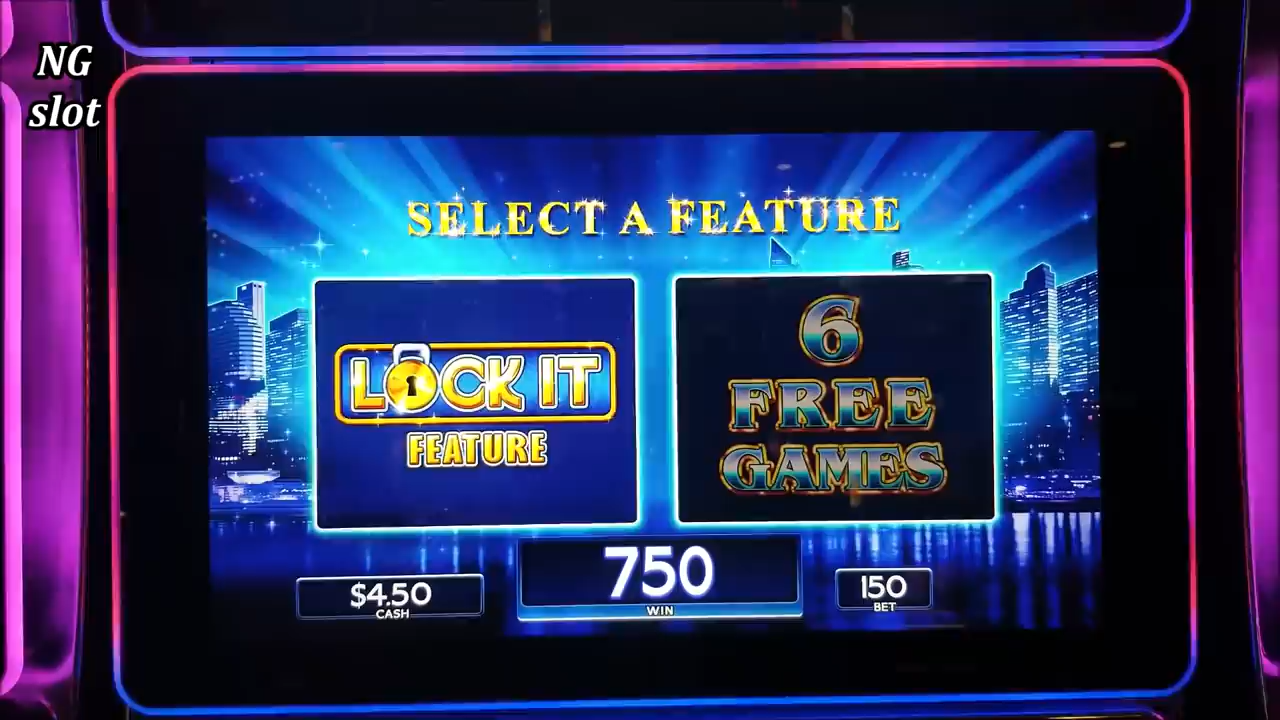 NG
slot
SELECT A FEATURE
LOCK IT
FEATURE
6
FREE
GAMES
$4.50
CASH
750
WIN
150
BET